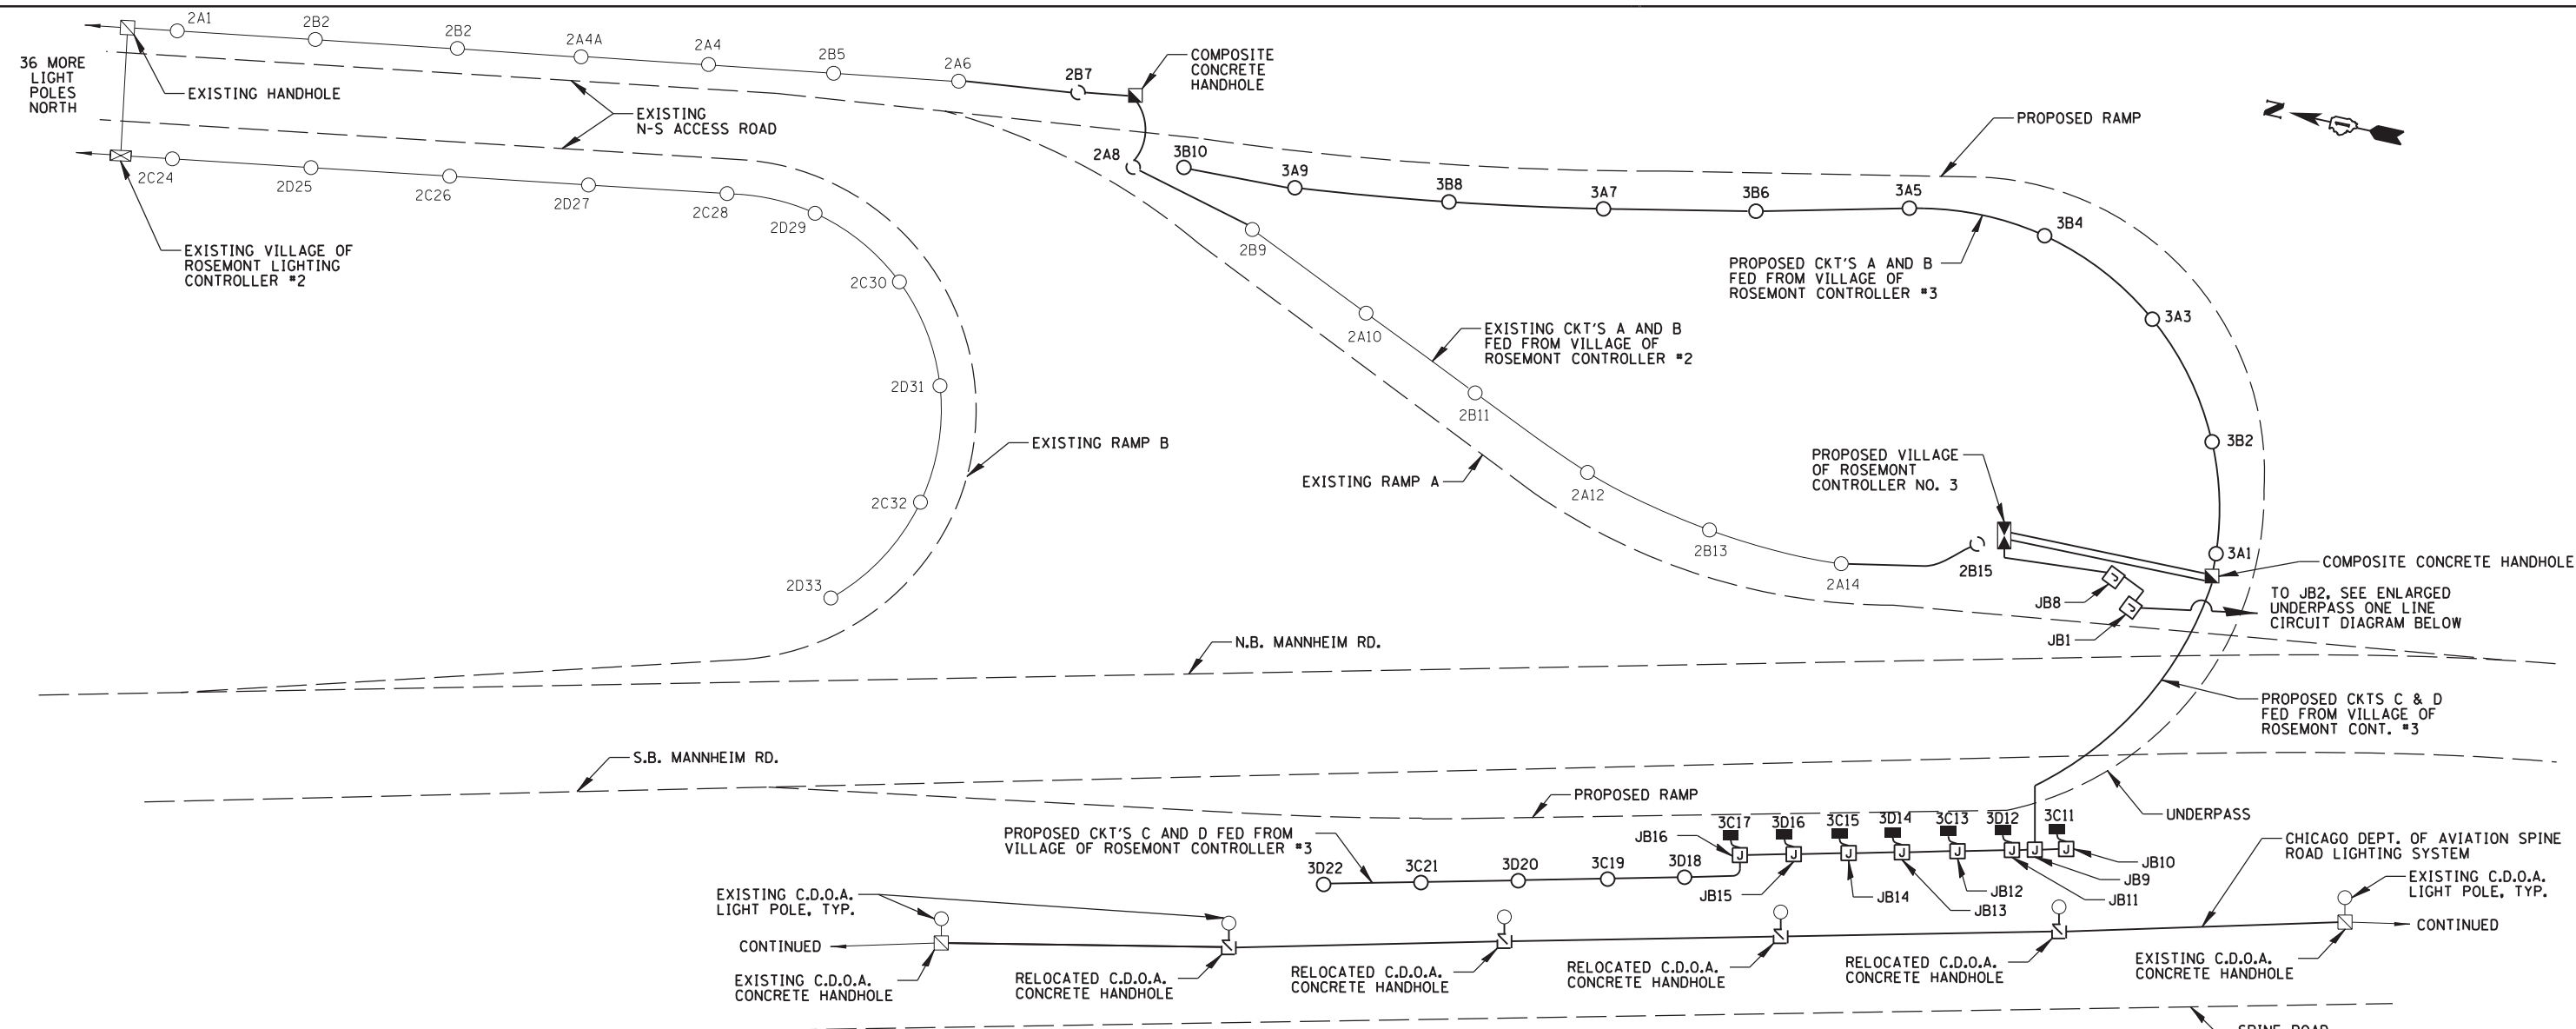 2A1
2B2
2B2
2A4A
2A4
2B5
2A6
2B7
COMPOSITE
CONCRETE
HANDHOLE
36 MORE
LIGHT
POLES
NORTH
EXISTING HANDHOLE
EXISTING
N-S ACCESS ROAD
PROPOSED RAMP
N
2C24
2D25
2C26
2D27
2C28
2D29
2A8
3B10
3A9
3B8
3A7
3B6
3A5
3B4
EXISTING VILLAGE OF
ROSEMONT LIGHTING
CONTROLLER #2
2C30
2B9
PROPOSED CKT'S A AND B
FED FROM VILLAGE OF
ROSEMONT CONTROLLER #3
3A3
2A10
EXISTING CKT'S A AND B
FED FROM VILLAGE OF
ROSEMONT CONTROLLER #2
2D31
2B11
EXISTING RAMP B
3B2
PROPOSED VILLAGE
OF ROSEMONT
CONTROLLER NO. 3
EXISTING RAMP A
2C32
2A12
2B13
2A14
2B15
3A1
COMPOSITE CONCRETE HANDHOLE
2D33
J
JB8
J
JB1
TO JB2, SEE ENLARGED
UNDERPASS ONE LINE
CIRCUIT DIAGRAM BELOW
N.B. MANNHEIM RD.
PROPOSED CKTS C & D
FED FROM VILLAGE OF
ROSEMONT CONT. #3
S.B. MANNHEIM RD.
PROPOSED RAMP
UNDERPASS
PROPOSED CKT'S C AND D FED FROM
VILLAGE OF ROSEMONT CONTROLLER #3
JB16
3C17
3D16
3C15
3D14
3C13
3D12
3C11
J
J
J
J
J
J
J
J
CHICAGO DEPT. OF AVIATION SPINE
ROAD LIGHTING SYSTEM
JB10
JB9
JB11
JB12
JB13
JB14
JB15
3D22
3C21
3D20
3C19
3D18
EXISTING C.D.O.A.
LIGHT POLE, TYP.
EXISTING C.D.O.A.
LIGHT POLE, TYP.
CONTINUED
CONTINUED
EXISTING C.D.O.A.
CONCRETE HANDHOLE
RELOCATED C.D.O.A.
CONCRETE HANDHOLE
RELOCATED C.D.O.A.
CONCRETE HANDHOLE
RELOCATED C.D.O.A.
CONCRETE HANDHOLE
RELOCATED C.D.O.A.
CONCRETE HANDHOLE
EXISTING C.D.O.A.
CONCRETE HANDHOLE
SPINE ROAD